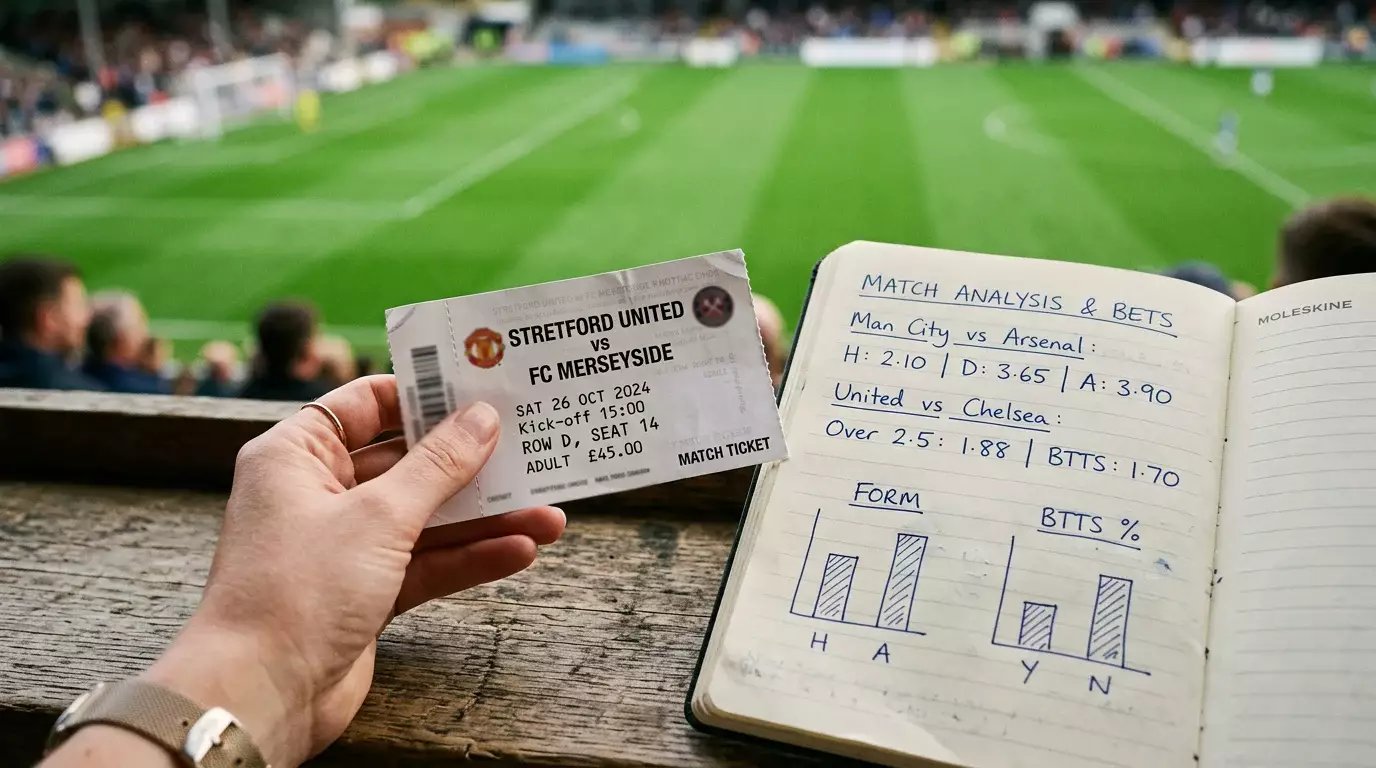 STRETFORD UNITED
VS
FC MERSEYSIDE
SAT 26 OCT 2024
Kick-off 15:00
ROW D, SEAT 14
ADULT £45.00
MATCH TICKET
MATCH ANALYSIS & BETS
Man City vs Arsenal:
H: 2.10 | D: 3.65 | A: 3.90
United vs Chelsea:
Over 2.5: 1.88 | BTTS: 1.70
FORM
H A
BTTS %
Y N
MOLESKINE